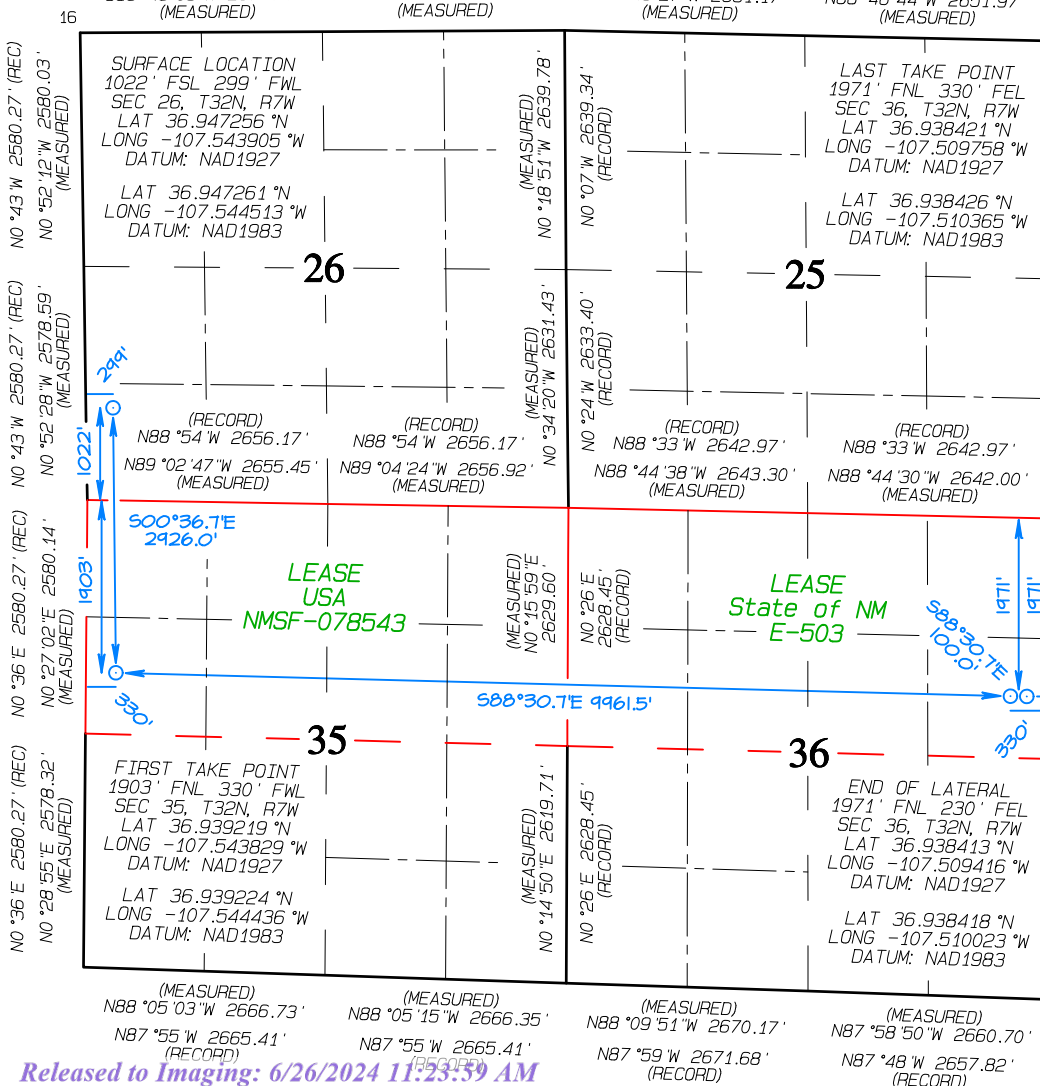 (MEASURED)
(MEASURED)
(MEASURED)
(MEASURED)
16
N0°43'W 2580.27' (REC)
N0°52'12"W 2580.03'
(MEASURED)
SURFACE LOCATION
1022' FSL 299' FWL
SEC 26, T32N, R7W
LAT 36.947256 °N
LONG -107.543905 °W
DATUM: NAD1927
LAT 36.947261 °N
LONG -107.544513 °W
DATUM: NAD1983
(MEASURED)
N0°18'51"W 2639.78'
N0°07'W 2639.34'
(RECORD)
LAST TAKE POINT
1971' FNL 330' FEL
SEC 36, T32N, R7W
LAT 36.938421 °N
LONG -107.509758 °W
DATUM: NAD1927
LAT 36.938426 °N
LONG -107.510365 °W
DATUM: NAD1983
26
25
N0°43'W 2580.27' (REC)
N0°52'28"W 2578.59'
(MEASURED)
299'
1022'
(MEASURED)
N0°34'20"W 2631.43'
N0°24'W 2633.40'
(RECORD)
(RECORD)
N88°54'W 2656.17'
N89°02'47"W 2655.45'
(MEASURED)
(RECORD)
N88°54'W 2656.17'
N89°04'24"W 2656.92'
(MEASURED)
(RECORD)
N88°33'W 2642.97'
N88°44'38"W 2643.30'
(MEASURED)
(RECORD)
N88°33'W 2642.97'
N88°44'30"W 2642.00'
(MEASURED)
N0°36'E 2580.27' (REC)
N0°27'02"E 2580.14'
(MEASURED)
1903'
S00°36.7'E
2926.0'
LEASE
USA
NMSF-078543
(MEASURED)
N0°15'59"E
2629.60'
N0°26'E
2628.45'
(RECORD)
LEASE
State of NM
E-503
S88°30.7'E
100.0'
1971'
1971'
330'
S88°30.7'E 9961.5'
330'
35
36
N0°36'E 2580.27' (REC)
N0°28'55"E 2578.32'
(MEASURED)
FIRST TAKE POINT
1903' FNL 330' FWL
SEC 35, T32N, R7W
LAT 36.939219 °N
LONG -107.543829 °W
DATUM: NAD1927
LAT 36.939224 °N
LONG -107.544436 °W
DATUM: NAD1983
(MEASURED)
N0°14'50"E 2619.71'
N0°26'E 2628.45'
(RECORD)
END OF LATERAL
1971' FNL 230' FEL
SEC 36, T32N, R7W
LAT 36.938413 °N
LONG -107.509416 °W
DATUM: NAD1927
LAT 36.938418 °N
LONG -107.510023 °W
DATUM: NAD1983
(MEASURED)
N88°05'03"W 2666.73'
N87°55'W 2665.41'
(RECORD)
(MEASURED)
N88°05'15"W 2666.35'
N87°55'W 2665.41'
(RECORD)
(MEASURED)
N88°09'51"W 2670.17'
N87°59'W 2671.68'
(RECORD)
(MEASURED)
N87°58'50"W 2660.70'
N87°48'W 2657.82'
(RECORD)
Released to Imaging: 6/26/2024 11:23:59 AM